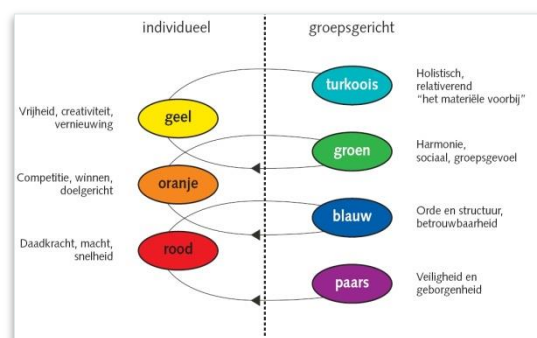 individueel
groepsgericht
turkoois
Holistisch,
relativerend
"het materiële voorbij"
Vrijheid, creativiteit,
vernieuwing
geel
groen
Harmonie,
sociaal, groepsgevoel
Competitie, winnen,
doelgericht
oranje
blauw
Orde en structuur,
betrouwbaarheid
Daadkracht, macht,
snelheid
rood
paars
Veiligheid en
geborgenheid